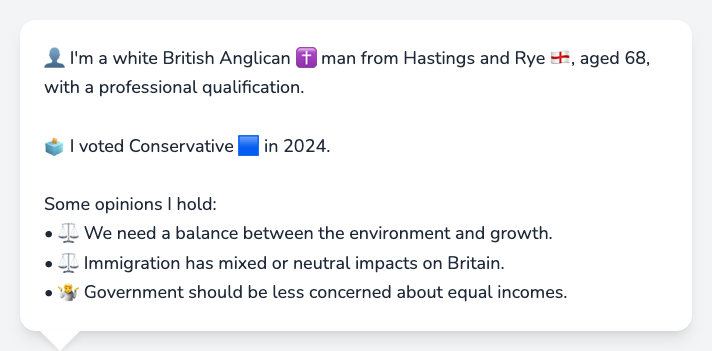 👤 I'm a white British Anglican ✝️ man from Hastings and Rye 🏴󠁧󠁢󠁥󠁮󠁧󠁿, aged 68,
with a professional qualification.
🗳️ I voted Conservative 🟦 in 2024.
Some opinions I hold:
• ⚖️ We need a balance between the environment and growth.
• ⚖️ Immigration has mixed or neutral impacts on Britain.
• 🤷 Government should be less concerned about equal incomes.